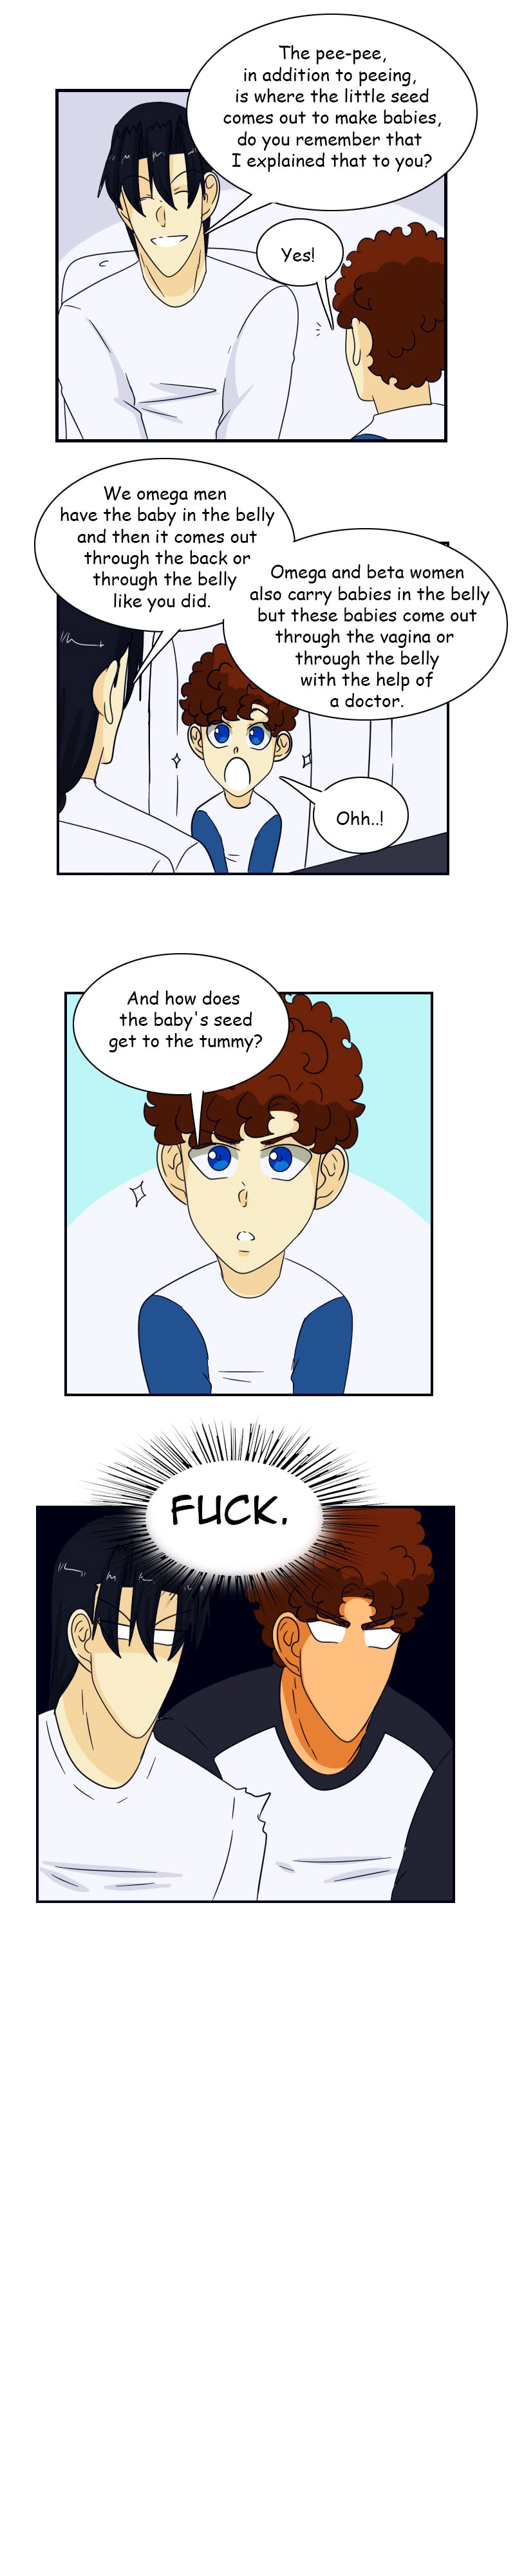 The pee-pee,
in addition to peeing,
is where the little seed
comes out to make babies,
do you remember that
I explained that to you?
Yes!
We omega men
have the baby in the belly
and then it comes out
through the back or
through the belly
like you did.
Omega and beta women
also carry babies in the belly
but these babies come out
through the vagina or
through the belly
with the help of
a doctor.
Ohh..!
And how does
the baby's seed
get to the tummy?
FUCK.